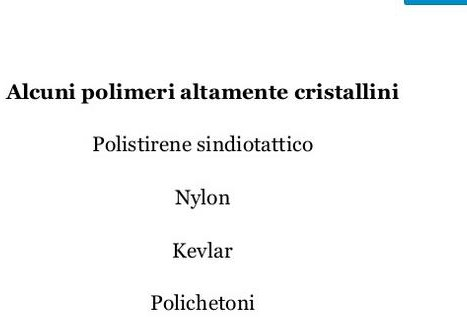 Alcuni polimeri altamente cristallini
Polistirene sindiotattico
Nylon
Kevlar
Polichetoni